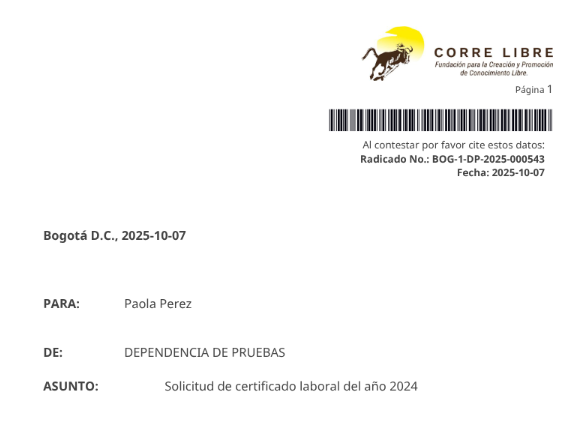 CORRE LIBRE
Fundación para la Creación y Promoción
de Conocimiento Libre.
Página 1
Al contestar por favor cite estos datos:
Radicado No.: BOG-1-DP-2025-000543
Fecha: 2025-10-07
Bogotá D.C., 2025-10-07
PARA: Paola Perez
DE: DEPENDENCIA DE PRUEBAS
ASUNTO: Solicitud de certificado laboral del año 2024